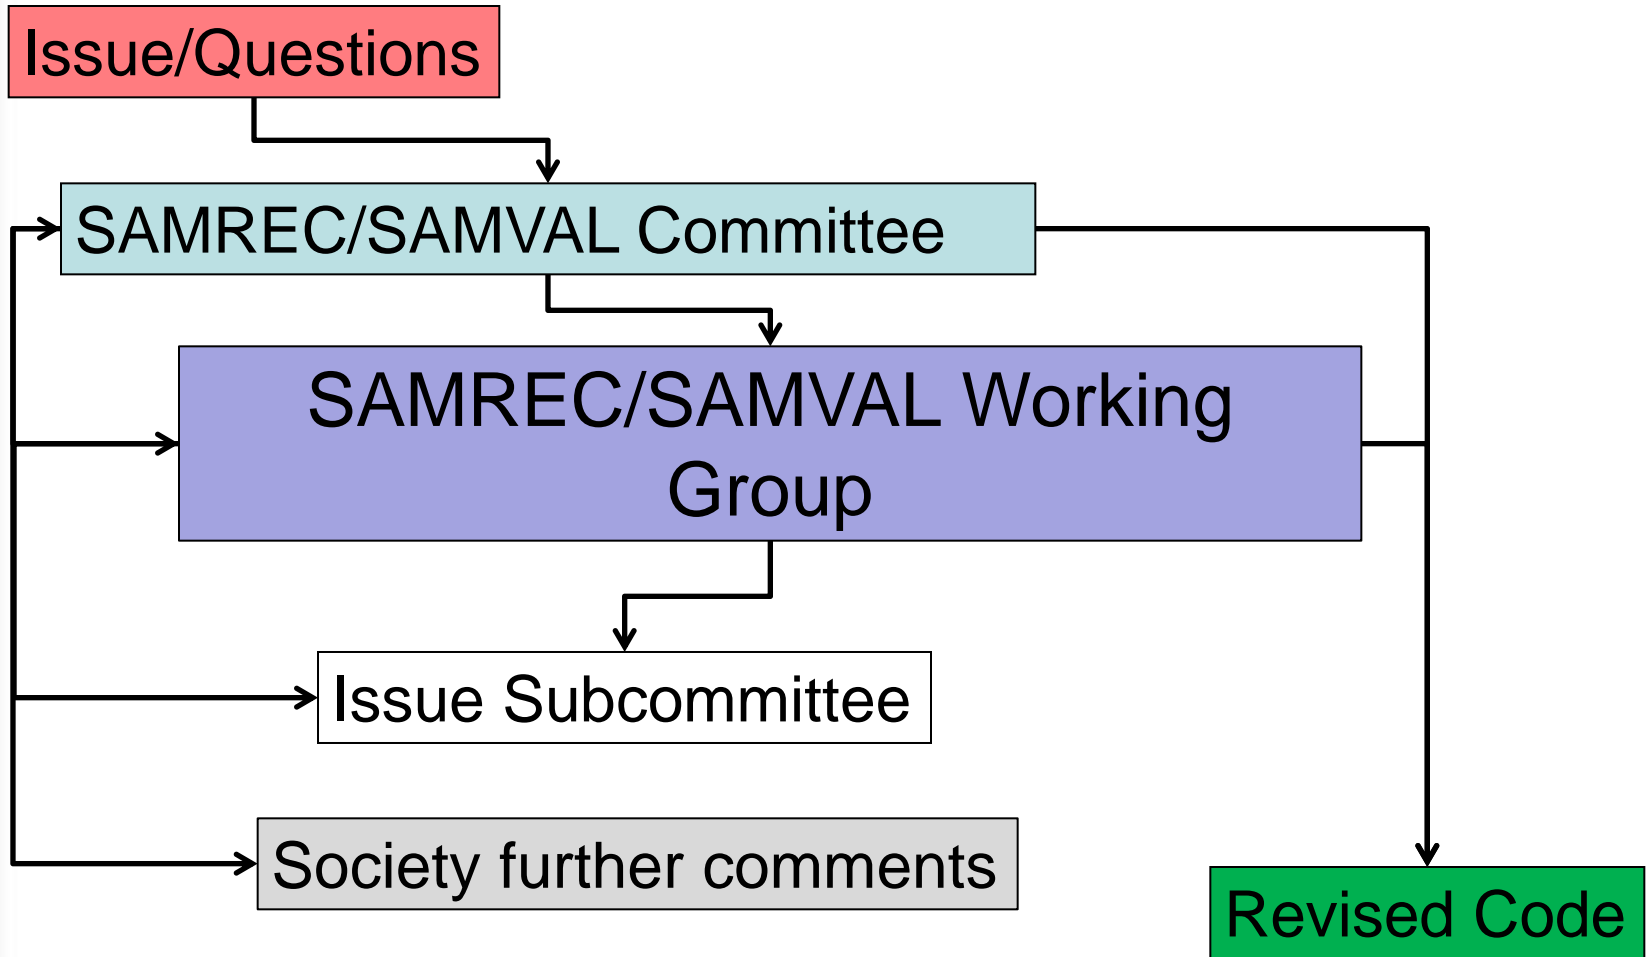 Issue/Questions
SAMREC/SAMVAL Committee
SAMREC/SAMVAL Working
Group
Issue Subcommittee
Society further comments
Revised Code